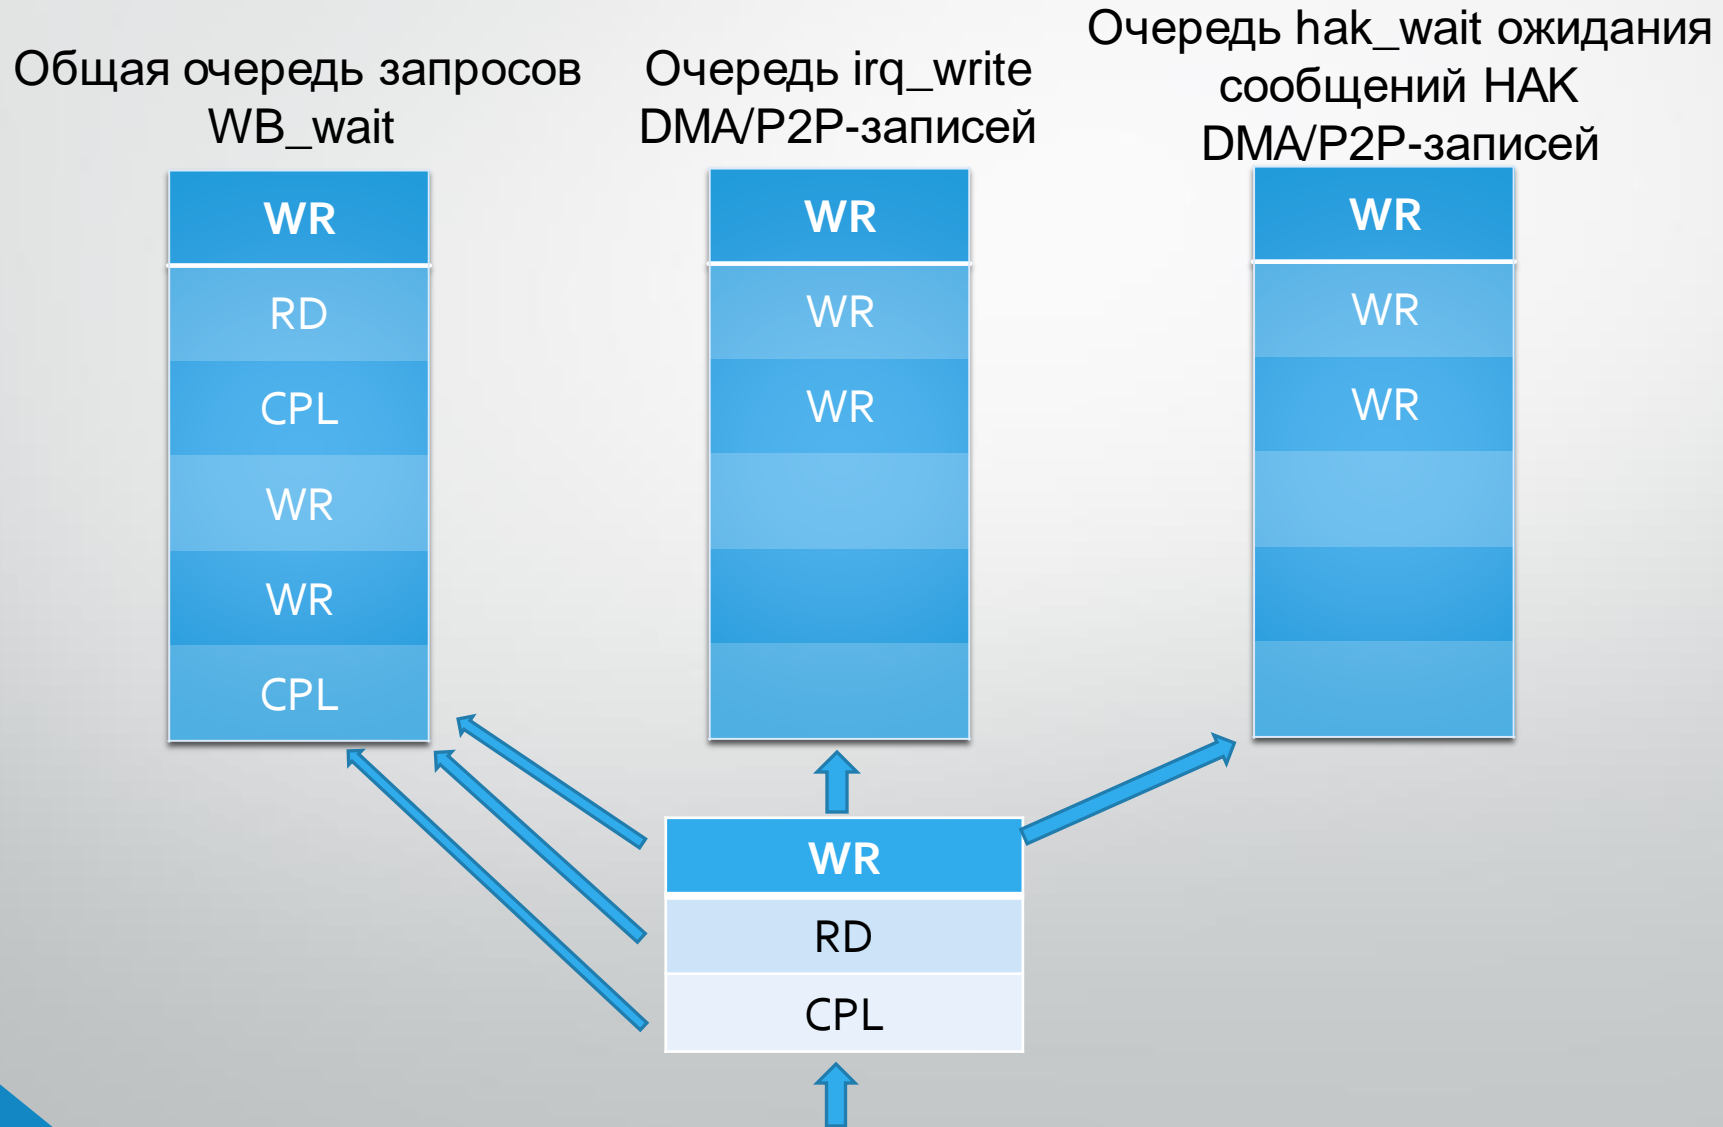 Общая очередь запросов
WB_wait
Очередь irq_write
DMA/P2P-записей
Очередь hak_wait ожидания
сообщений НАК
DMA/P2P-записей
WR
RD
CPL
WR
WR
CPL
WR
WR
WR
WR
WR
WR
WR
RD
CPL